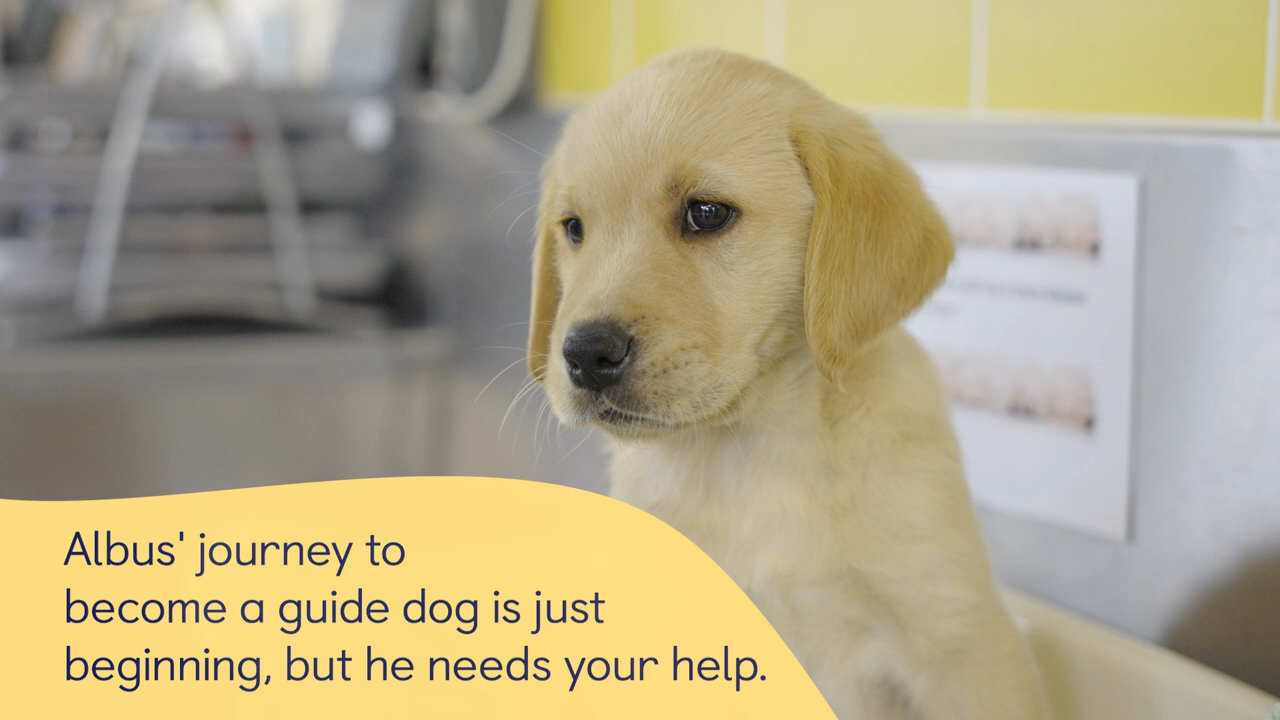 Albus' journey to
become a guide dog is just
beginning, but he needs your help.